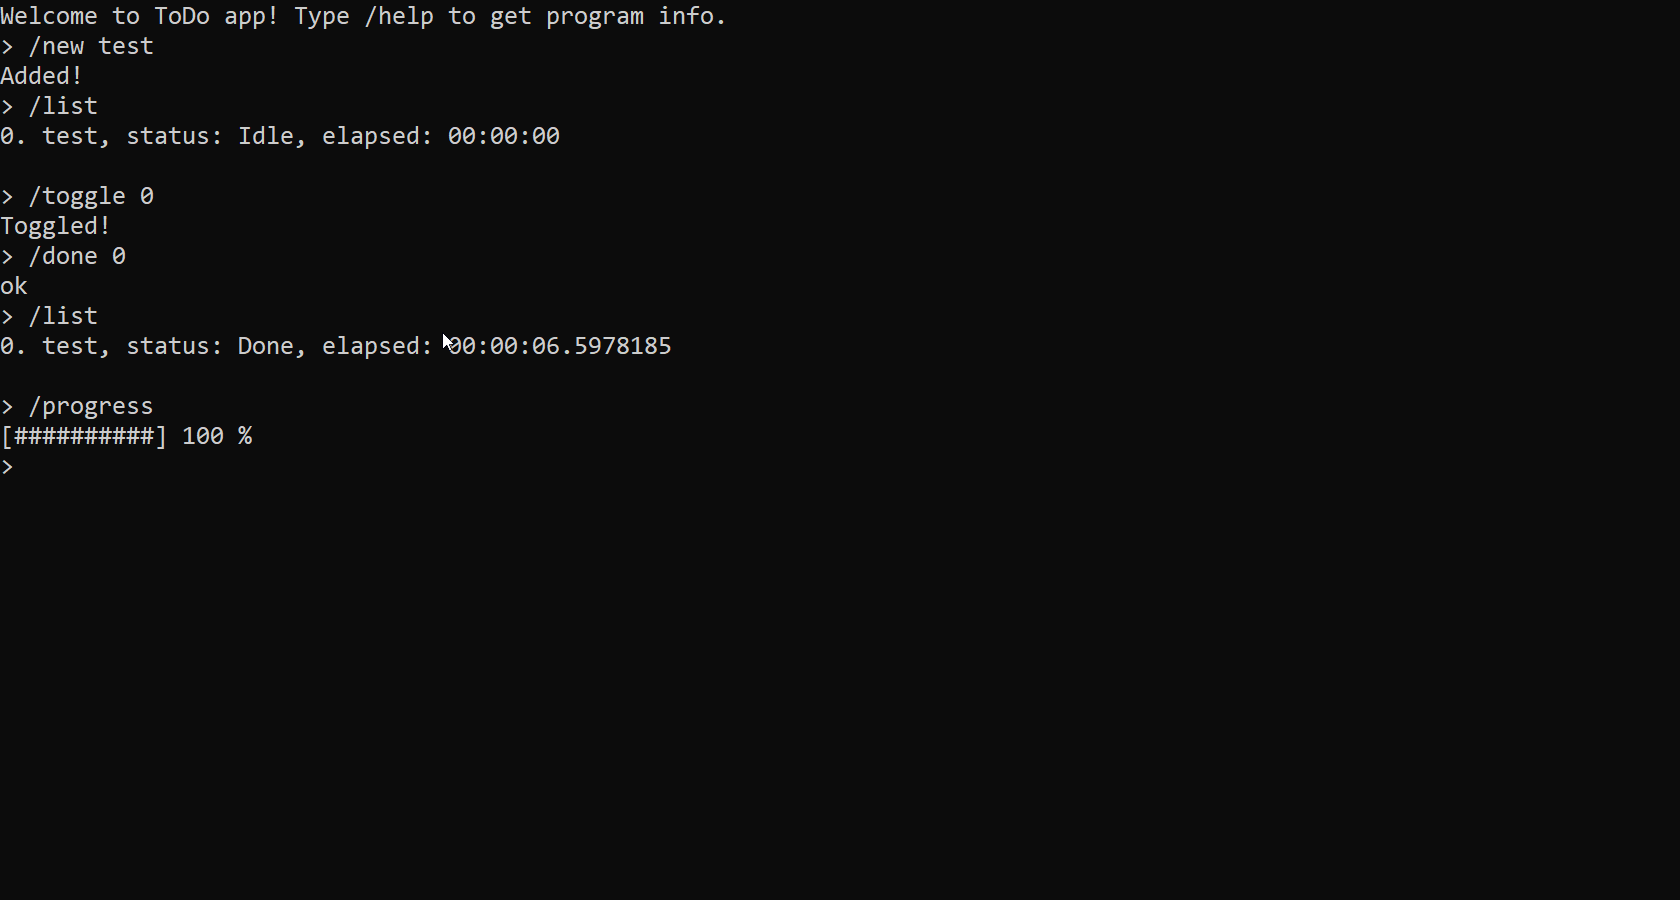 Welcome to ToDo app! Type /help to get program info.
> /new test
Added!
> /list
0. test, status: Idle, elapsed: 00:00:00
> /toggle 0
Toggled!
> /done 0
ok
> /list
0. test, status: Done, elapsed: 00:00:06.5978185
> /progress
[##########] 100 %
>